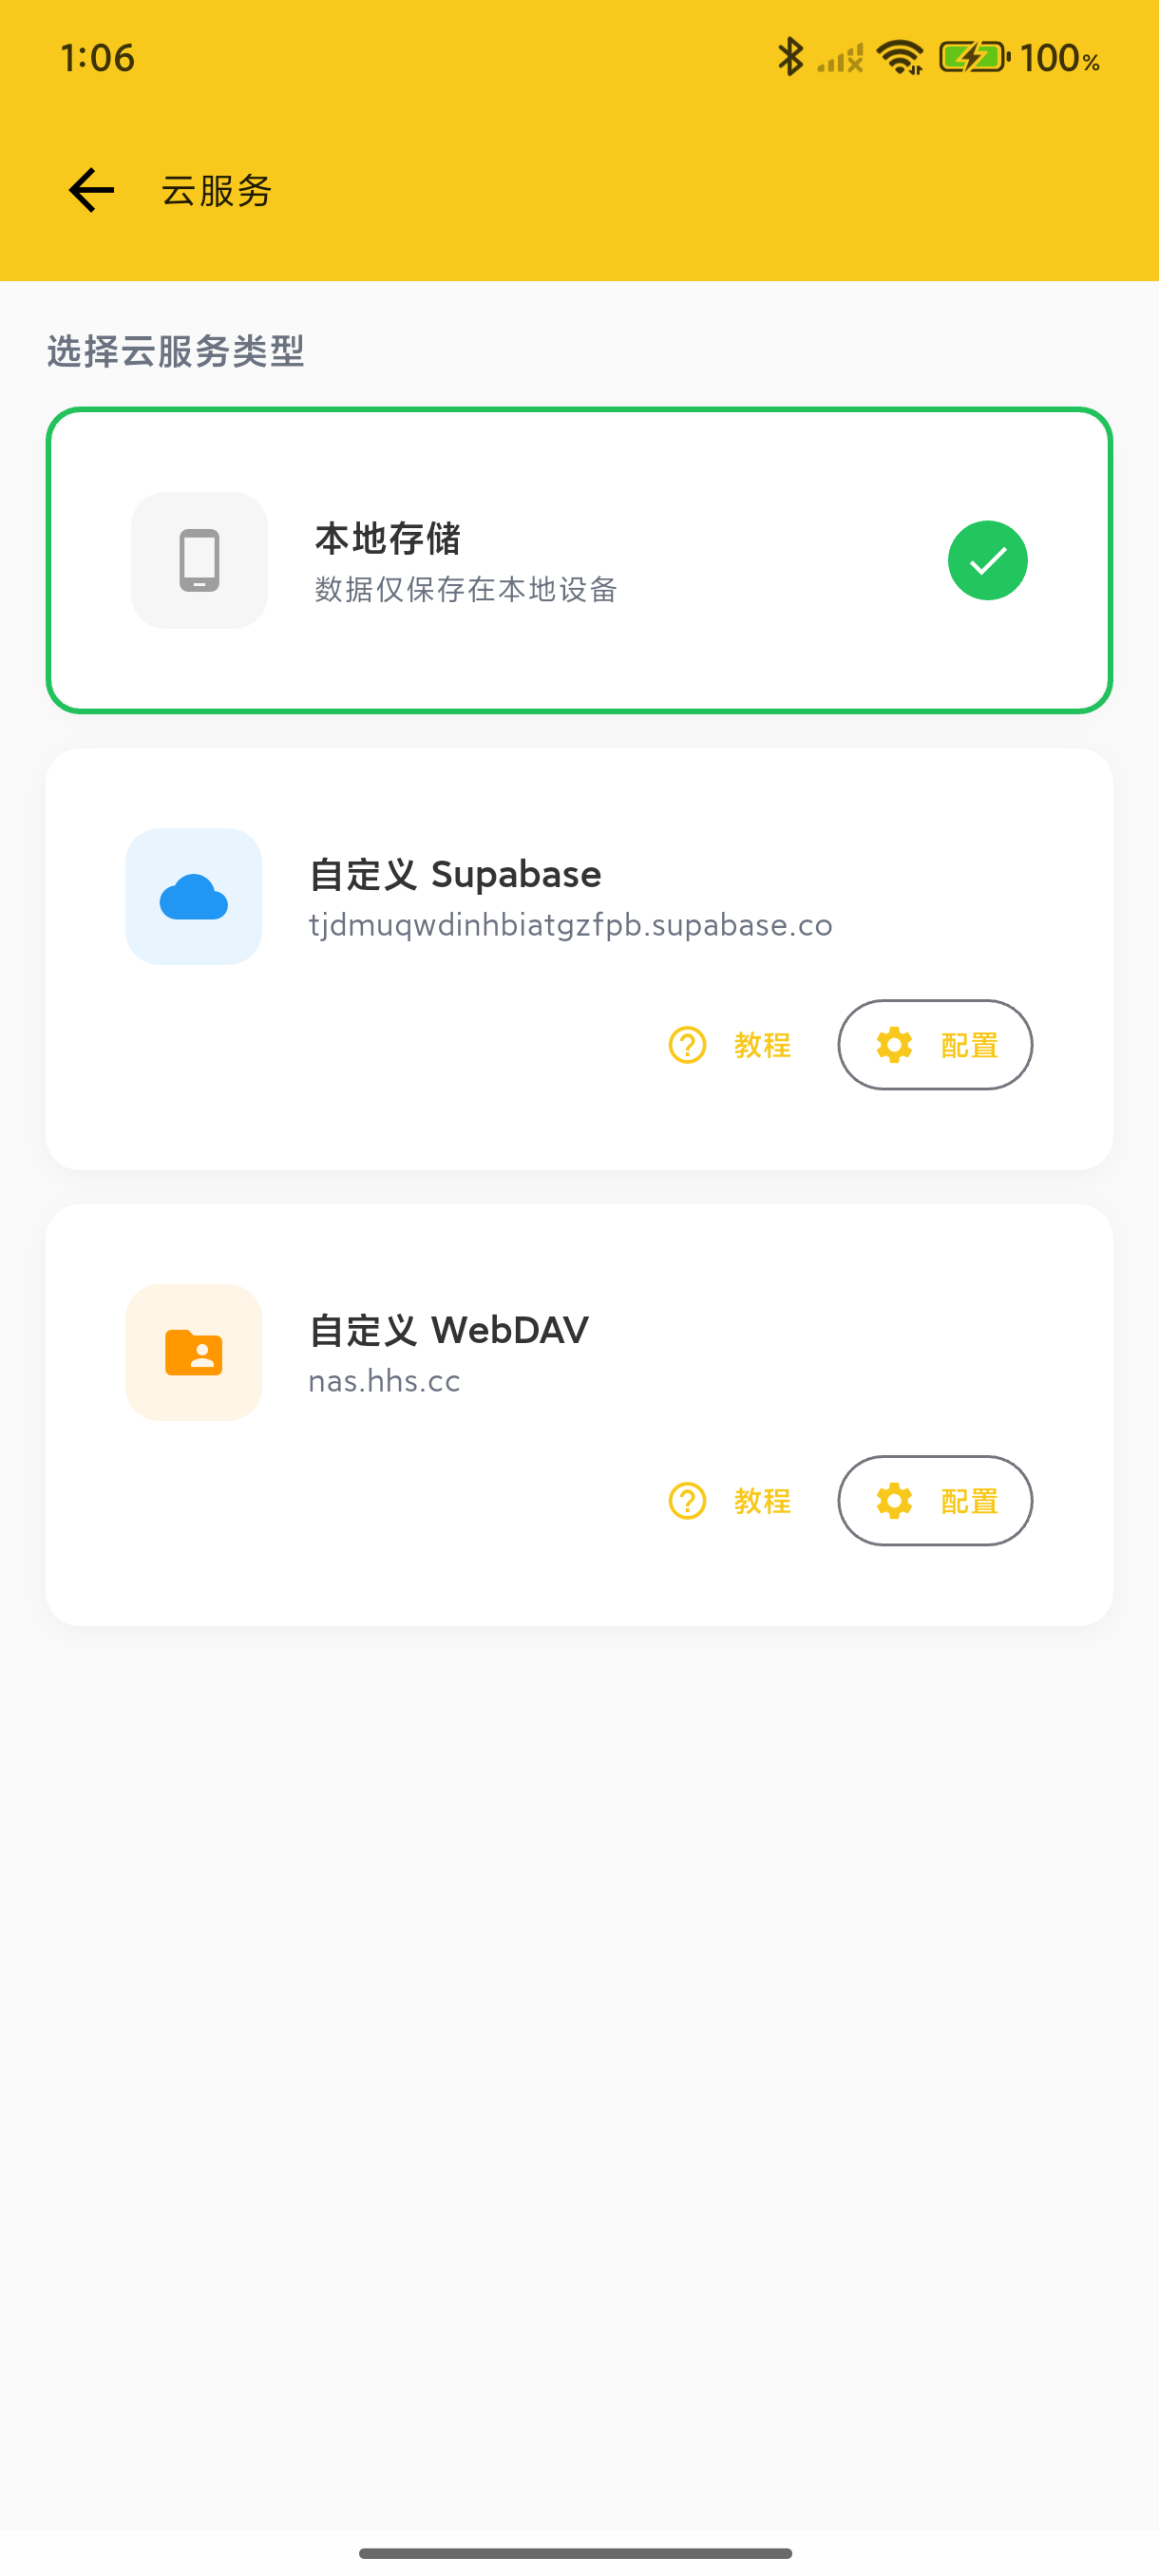 1:06
100%
云服务
选择云服务类型
本地存储
数据仅保存在本地设备
自定义 Supabase
tjdmuqwdinhbiatgzfpb.supabase.co
教程
配置
自定义 WebDAV
nas.hhs.cc
教程
配置